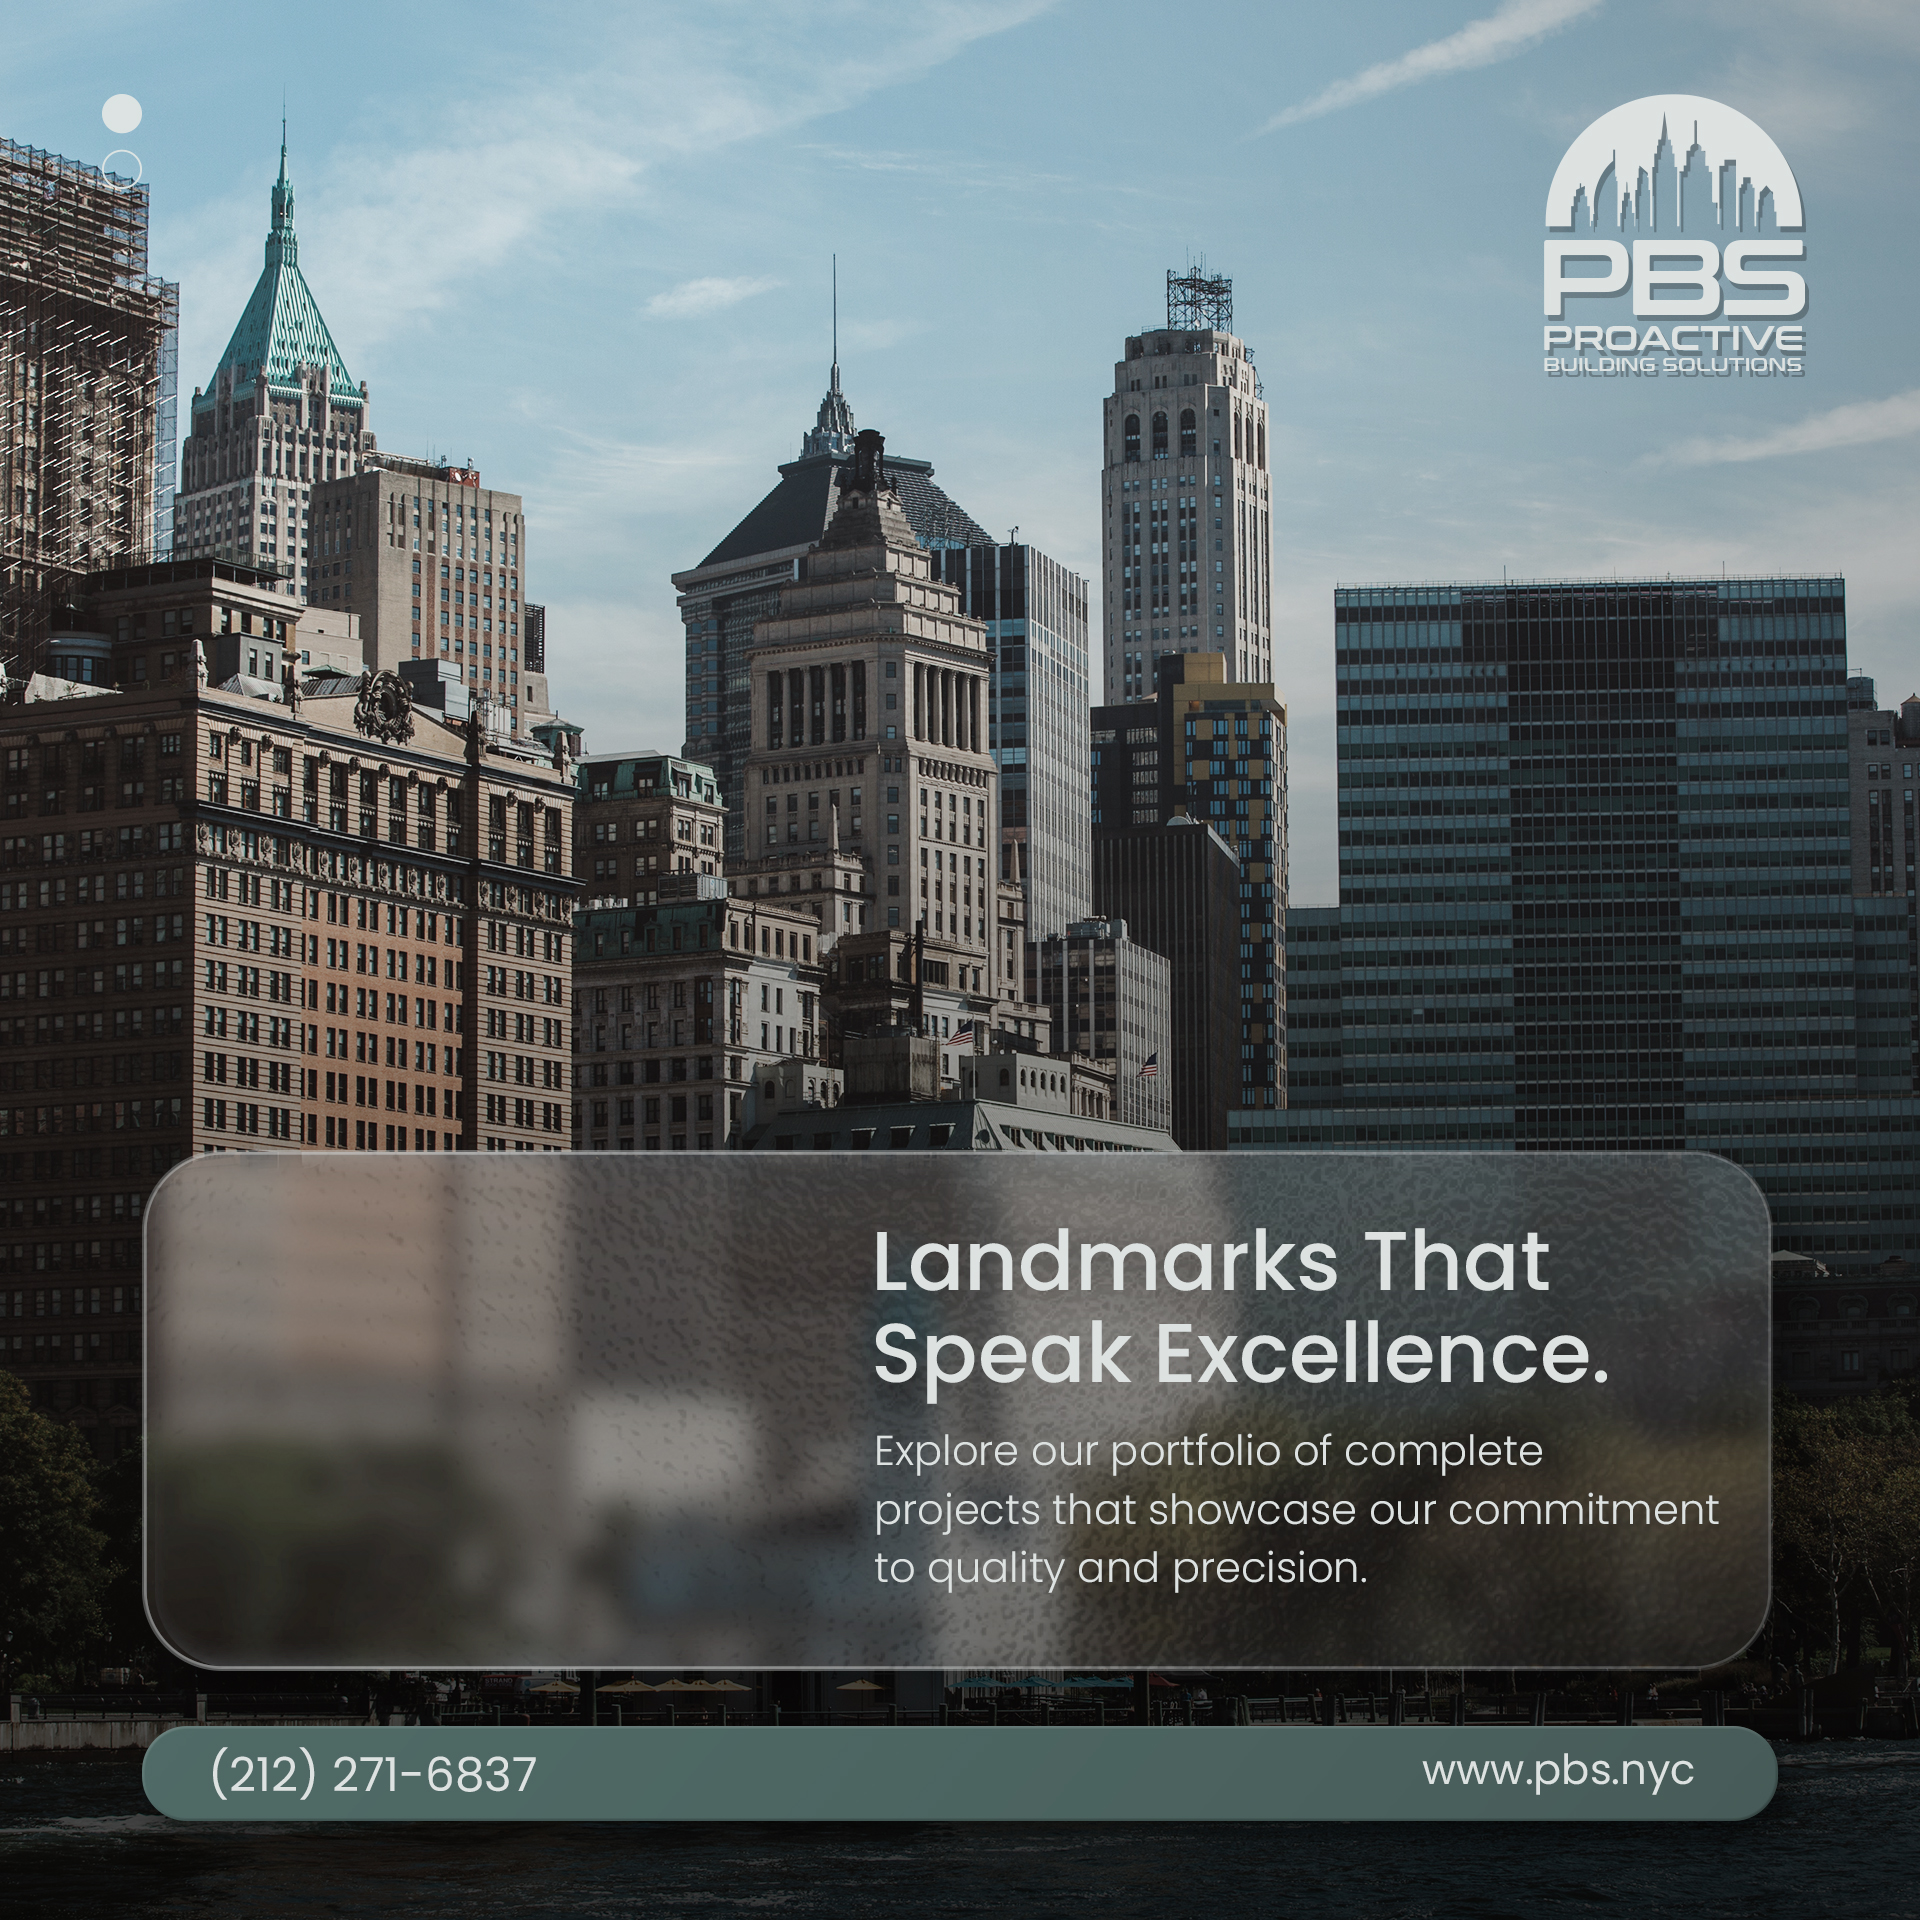 PBS
PROACTIVE
BUILDING SOLUTIONS
Landmarks That
Speak Excellence.
Explore our portfolio of complete
projects that showcase our commitment
to quality and precision.
(212) 271-6837
www.pbs.nyc